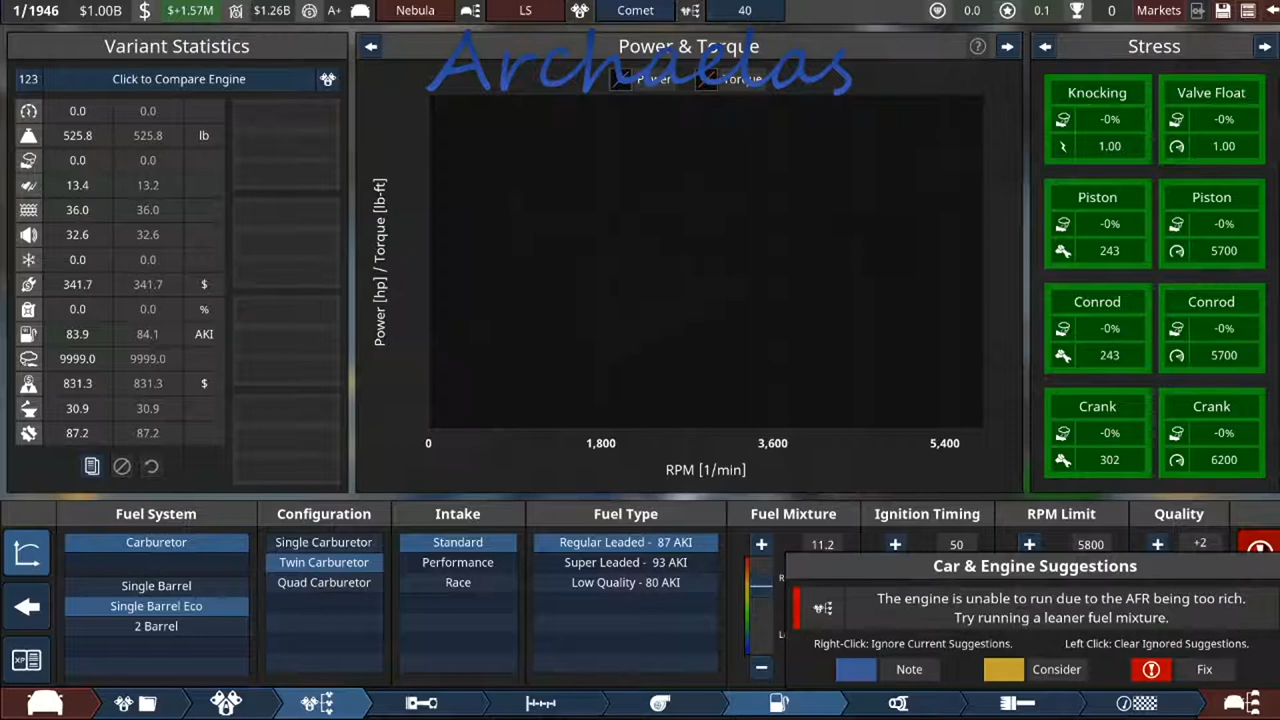 1/1946 $1.00B $+1.57M $1.26B A+ Nebula LS Comet 40 0.0 0.1 0 Markets
Archaelas
Variant Statistics
123 Click to Compare Engine
0.0 0.0
525.8 525.8 lb
0.0 0.0
13.4 13.2
36.0 36.0
32.6 32.6
0.0 0.0
341.7 341.7 $
0.0 0.0 %
83.9 84.1 AKI
9999.0 9999.0
831.3 831.3 $
30.9 30.9
87.2 87.2
Power & Torque
Power Torque
Power [hp] / Torque [lb-ft]
0 1,800 3,600 5,400
RPM [1/min]
Stress
Knocking Valve Float
-0% -0%
1.00 1.00
Piston Piston
-0% -0%
243 5700
Conrod Conrod
-0% -0%
243 5700
Crank Crank
-0% -0%
302 6200
Fuel System
Carburetor
Single Barrel
Single Barrel Eco
2 Barrel
Configuration
Single Carburetor
Twin Carburetor
Quad Carburetor
Intake
Standard
Performance
Race
Fuel Type
Regular Leaded - 87 AKI
Super Leaded - 93 AKI
Low Quality - 80 AKI
Fuel Mixture
11.2
Ignition Timing
50
RPM Limit
5800
Quality
+2
Car & Engine Suggestions
The engine is unable to run due to the AFR being too rich.
Try running a leaner fuel mixture.
Right-Click: Ignore Current Suggestions. Left Click: Clear Ignored Suggestions.
Note Consider Fix
XP